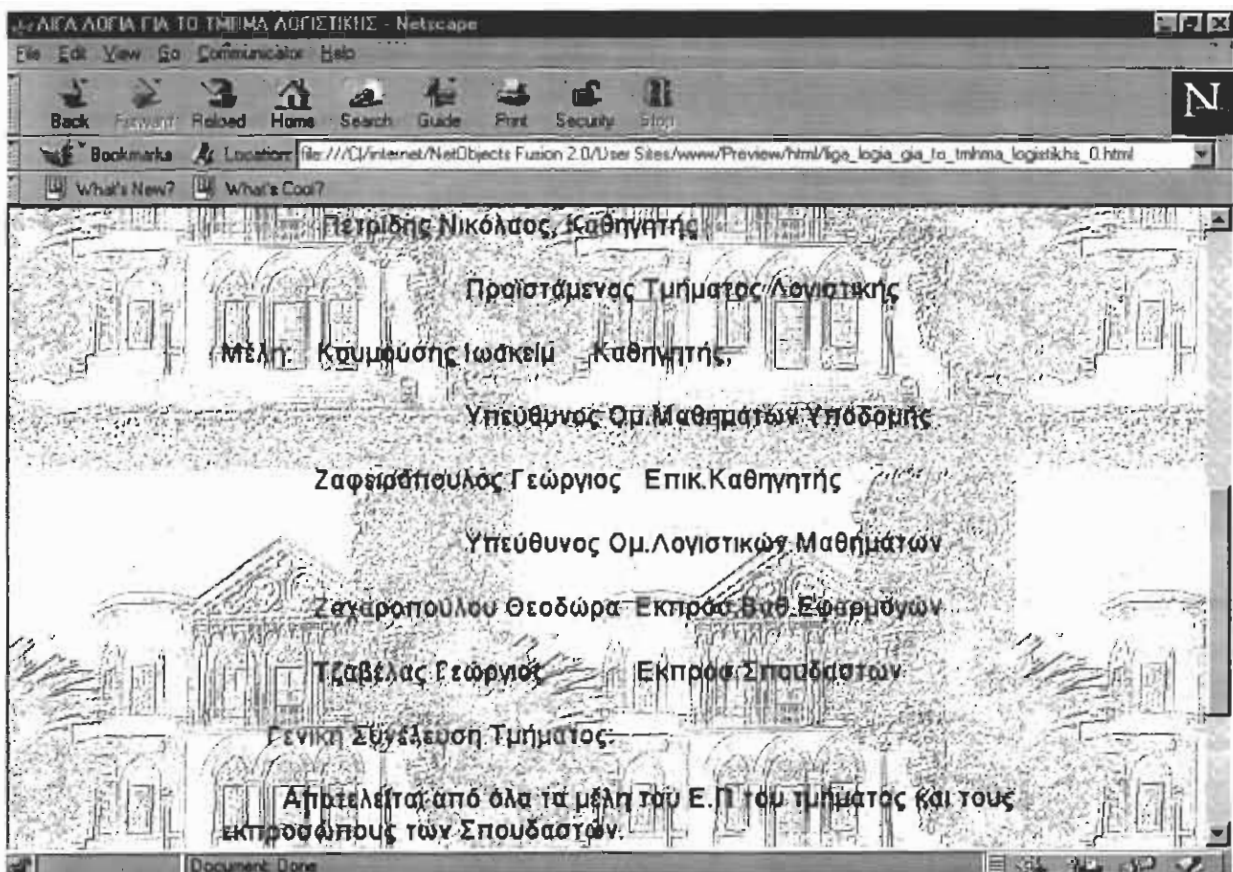 ΛΙΓΑ ΛΟΓΙΑ ΓΙΑ ΤΟ ΤΜΗΜΑ ΛΟΓΙΣΤΙΚΗΣ - Netscape
File Edit View Go Communicator Help
Back Forward Reload Home Search Guide Print Security Stop
N
Bookmarks Location: file:///C|/internet/NetObjects Fusion 2.0/User Sites/www/Preview/html/liga_logia_gia_to_tmhma_logistikhs_0.html
What's New? What's Cool?
Πετρίδης Νικόλαος, Καθηγητής
Προϊστάμενος Τμήματος Λογιστικής
Μέλη: Κουμούσης Ιωακείμ Καθηγητής,
Υπεύθυνος Ομ.Μαθημάτων Υποδομής
Ζαφειρόπουλος Γεώργιος Επικ.Καθηγητής
Υπεύθυνος Ομ.Λογιστικών Μαθημάτων
Ζαχαροπούλου Θεοδώρα Εκπρόσ.Βαθ.Εφαρμογών
Τζαβέλας Γεώργιος Εκπρόσ.Σπουδαστών
Γενική Συνέλευση Τμήματος:
Αποτελείται από όλα τα μέλη του Ε.Π του τμήματος και τους
εκπροσώπους των Σπουδαστών.
Document: Done